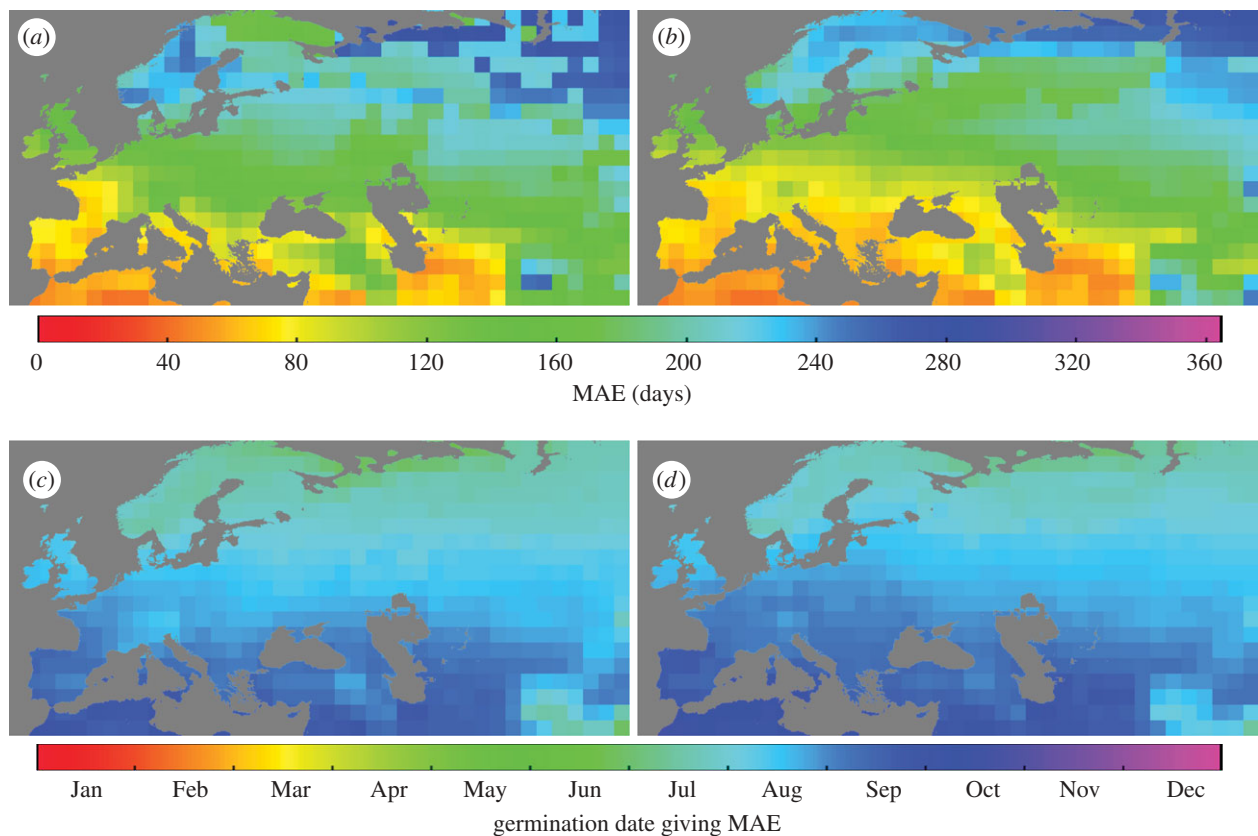 (a) (b)
0 40 80 120 160 200 240 280 320 360
MAE (days)
(c) (d)
Jan Feb Mar Apr May Jun Jul Aug Sep Oct Nov Dec
germination date giving MAE